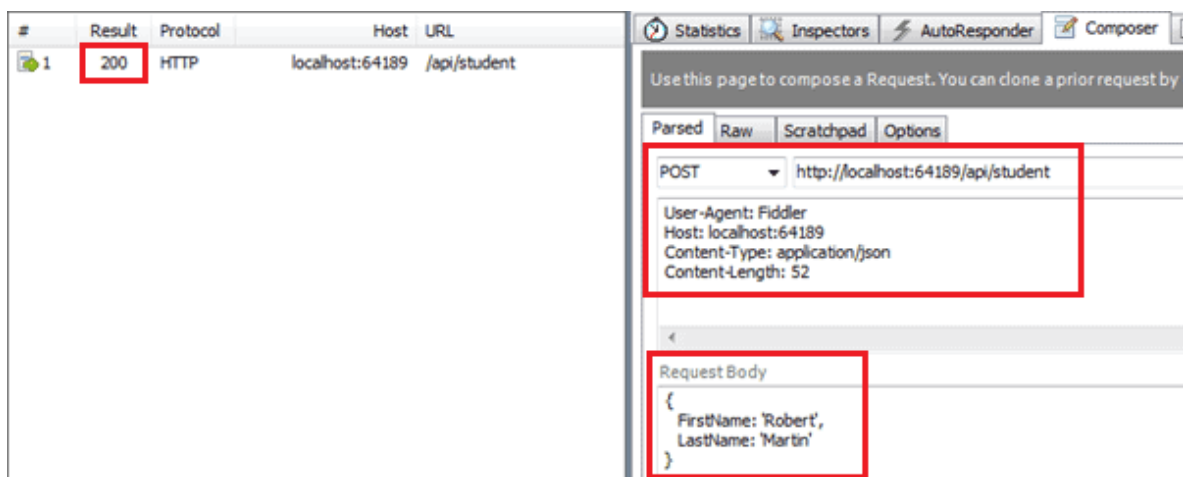 # Result Protocol Host URL
1 200 HTTP localhost:64189 /api/student
Statistics Inspectors AutoResponder Composer
Use this page to compose a Request. You can clone a prior request by
Parsed Raw Scratchpad Options
POST http://localhost:64189/api/student
User-Agent: Fiddler
Host: localhost:64189
Content-Type: application/json
Content-Length: 52
Request Body
{
FirstName: 'Robert',
LastName: 'Martin'
}